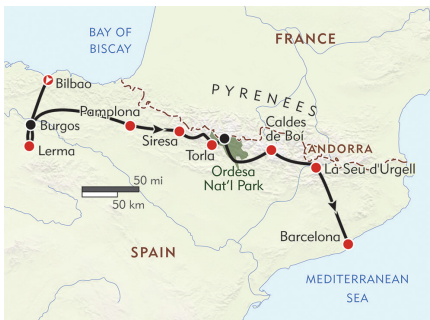 BAY OF
BISCAY
FRANCE
Bilbao
PYRENEES
Pamplona
Caldes
de Boí
Burgos
Siresa
Lerma
Torla
ANDORRA
Ordesa
Nat'l Park
La Seu d'Urgell
50 mi
50 km
Barcelona
SPAIN
MEDITERRANEAN
SEA